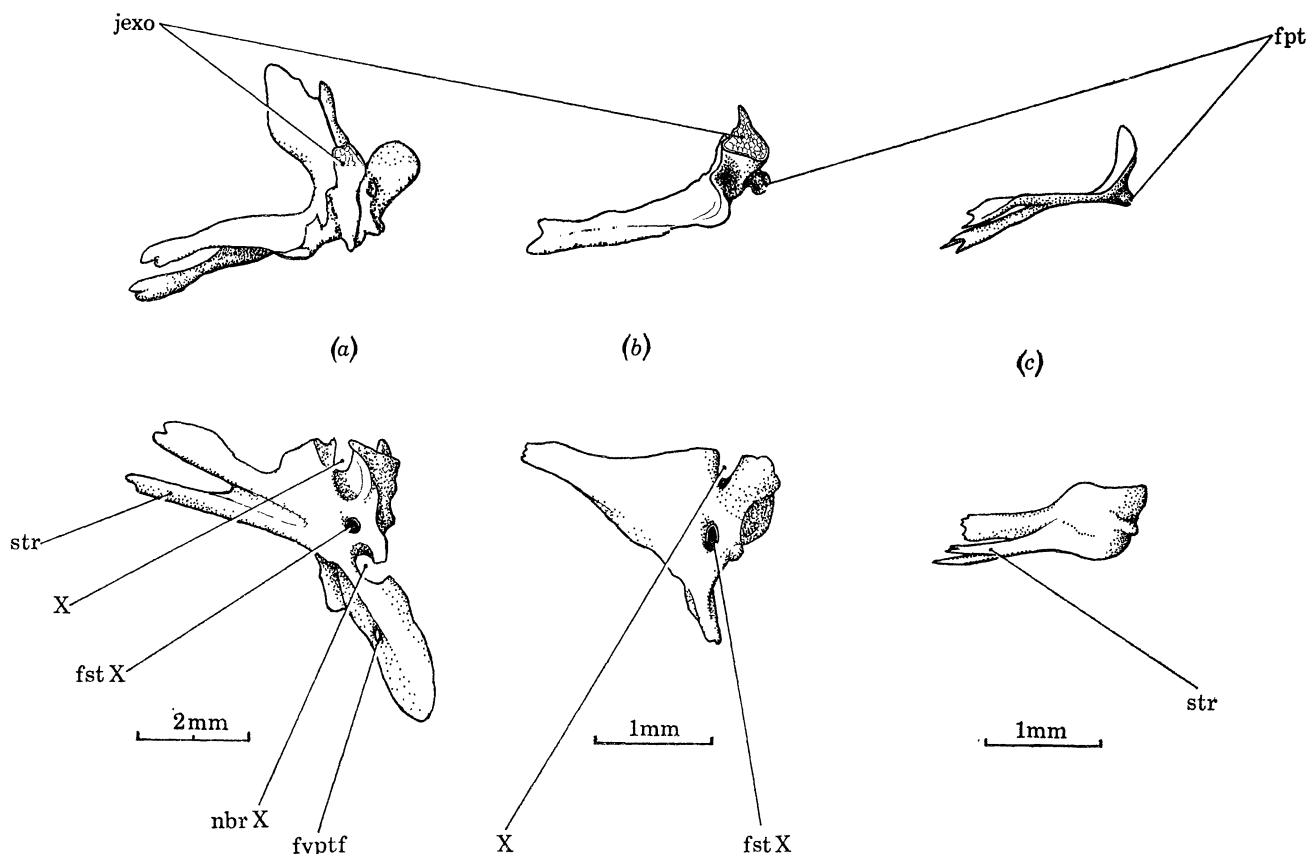 jexo
fpt
(a)
(b)
(c)
str
X
fst X
str
2mm
1mm
1mm
nbr X
fvptf
X
fst X